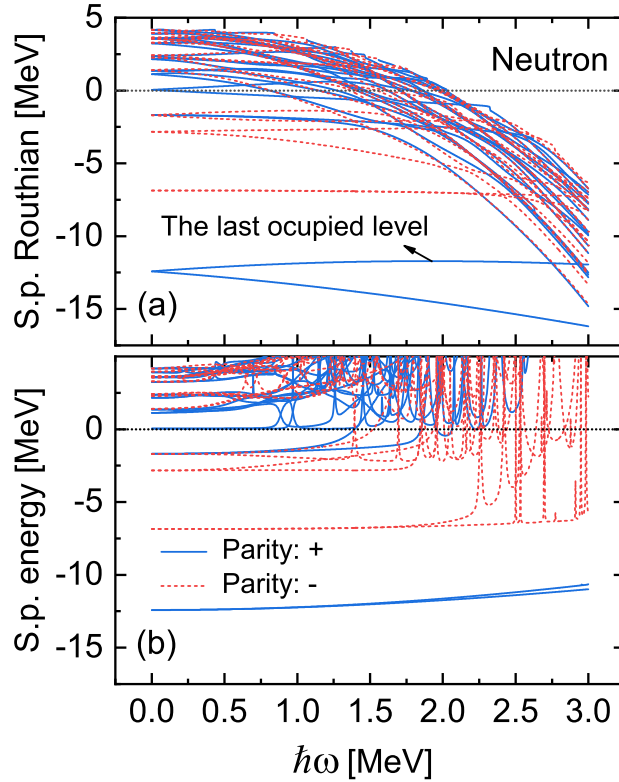 5
0
-5
-10
-15
S.p. Routhian [MeV]
Neutron
The last ocupied level
(a)
5
0
-5
-10
-15
S.p. energy [MeV]
Parity: +
Parity: -
(b)
0.0 0.5 1.0 1.5 2.0 2.5 3.0
ℏω [MeV]